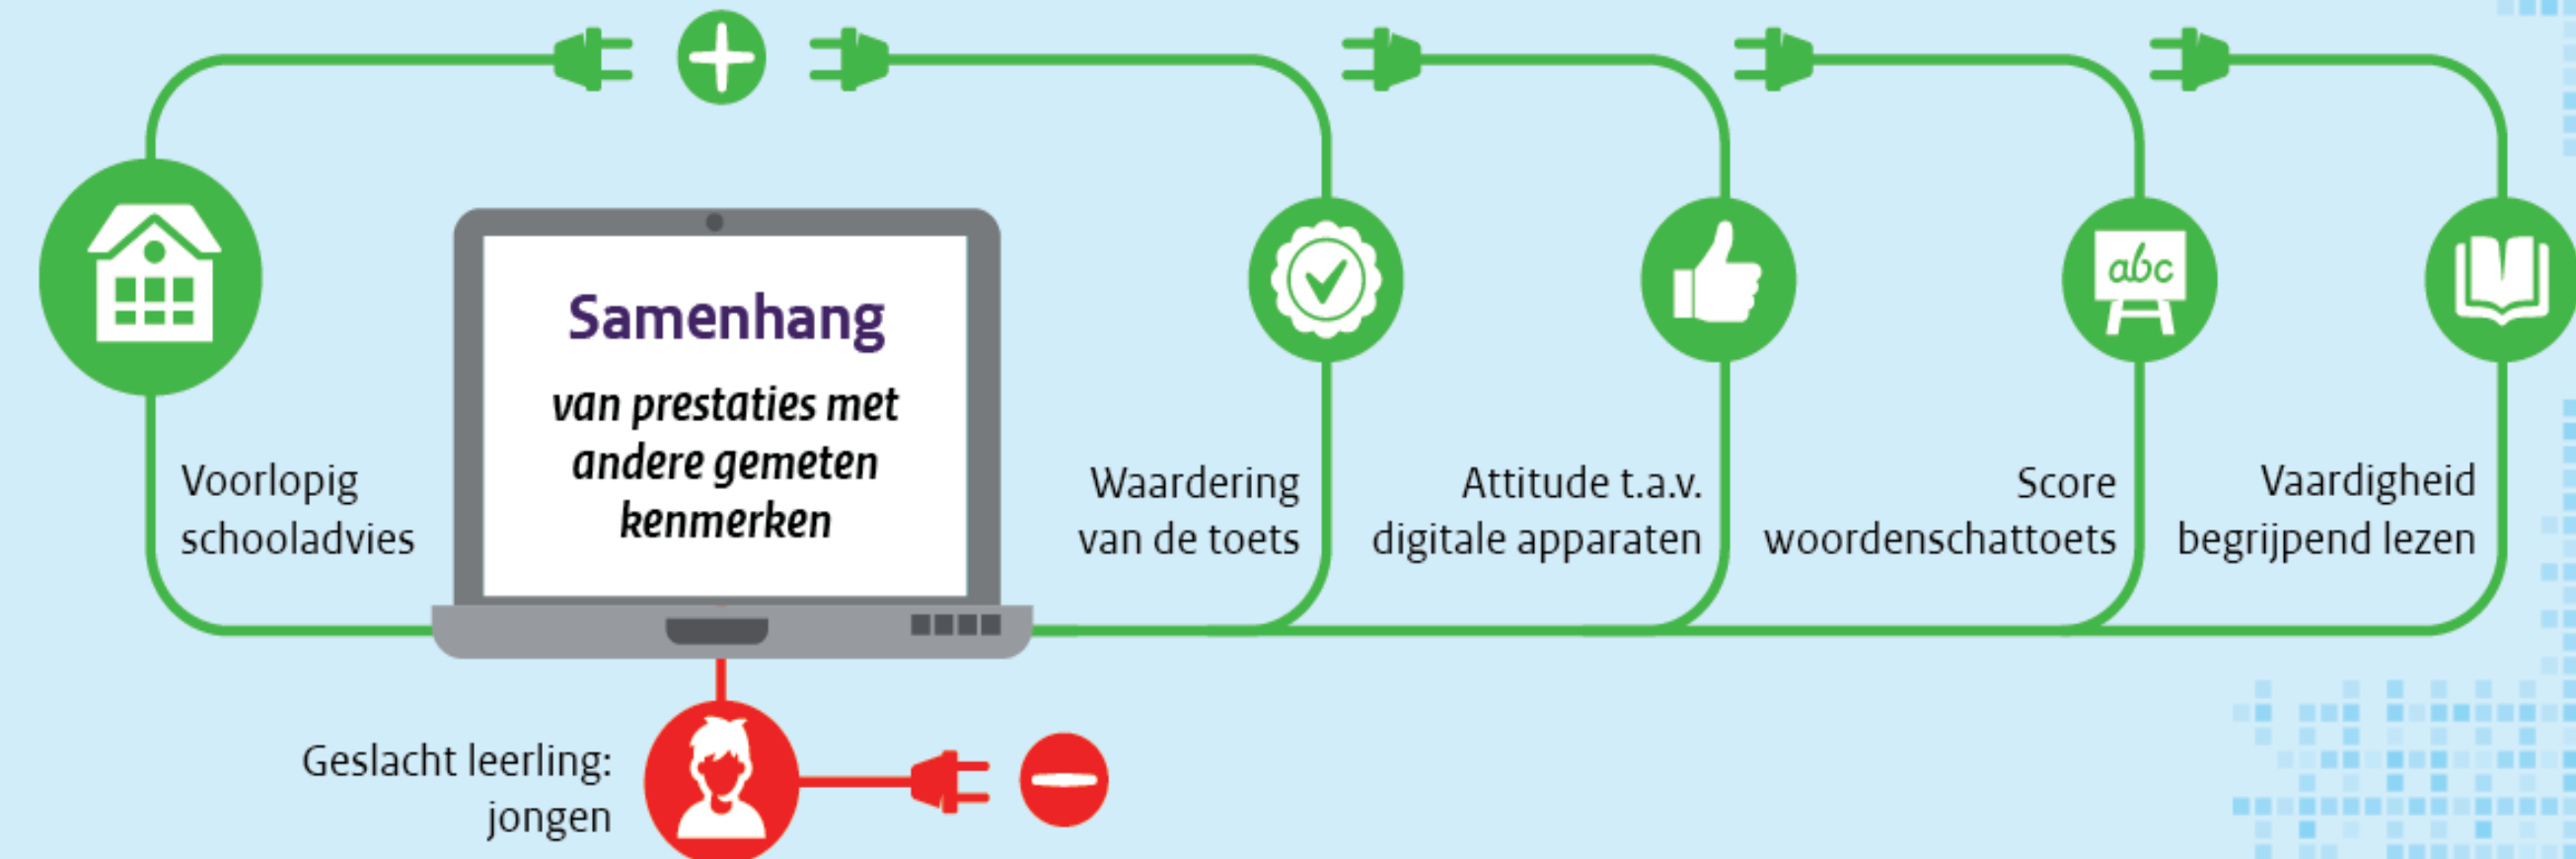 Samenhang
van prestaties met
andere gemeten
kenmerken
Voorlopig
schooladvies
Waardering
van de toets
Attitude t.a.v.
digitale apparaten
abc
Score
woordenschattoets
Vaardigheid
begrijpend lezen
Geslacht leerling:
jongen